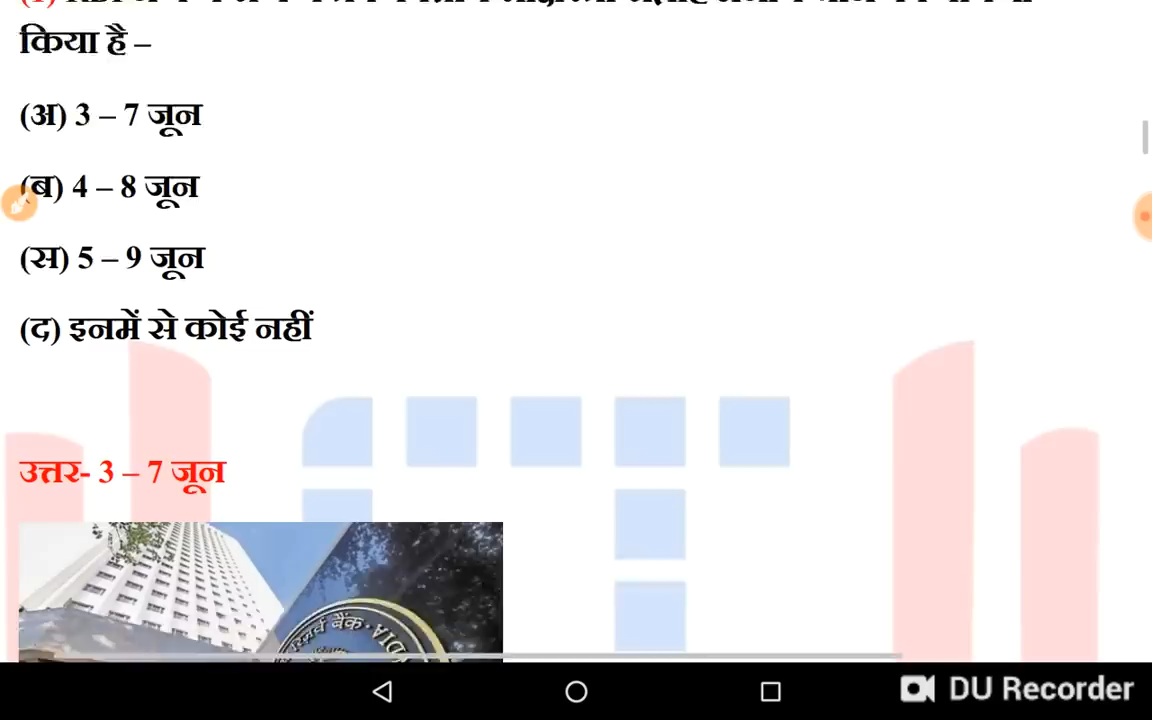 किया है –
(अ) 3 – 7 जून
(ब) 4 – 8 जून
(स) 5 – 9 जून
(द) इनमें से कोई नहीं
उत्तर- 3 – 7 जून
DU Recorder